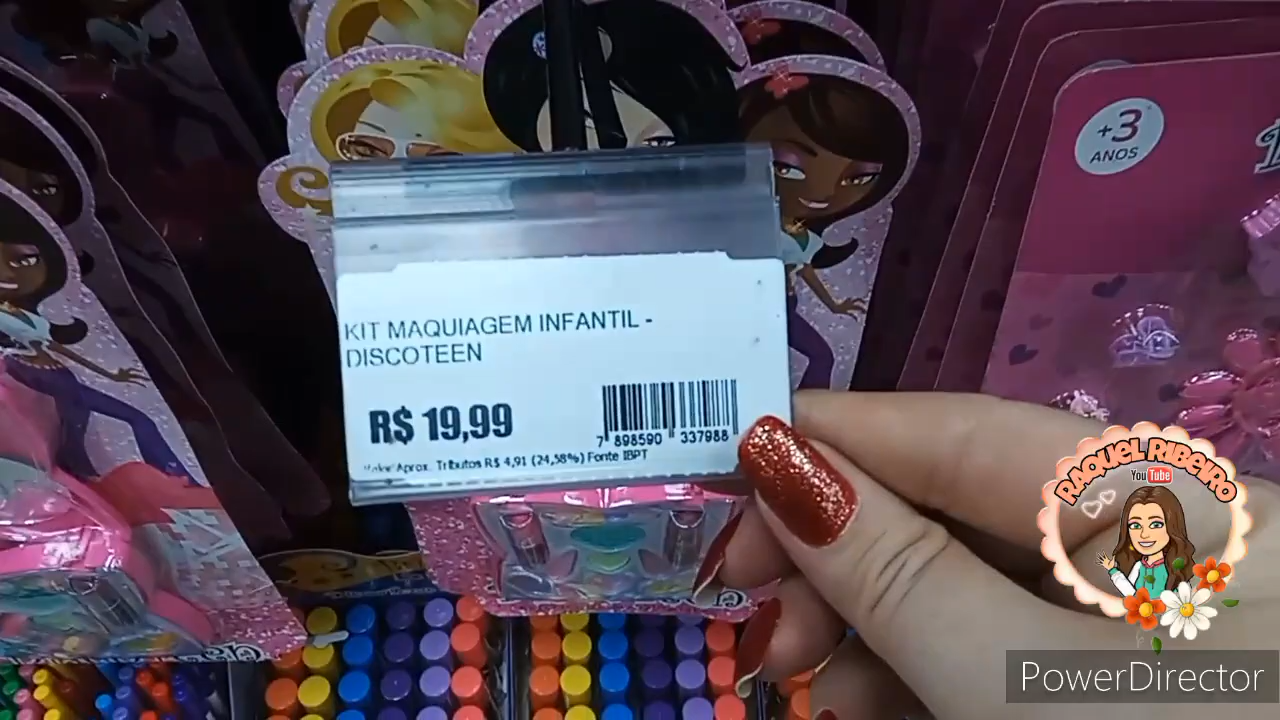 +3
ANOS
KIT MAQUIAGEM INFANTIL -
DISCOTEEN
R$ 19,99
7 898590 337988
Valor Aprox. Tributos R$ 4,91 (24,58%) Fonte IBPT
RAQUEL RIBEIRO
YouTube
PowerDirector